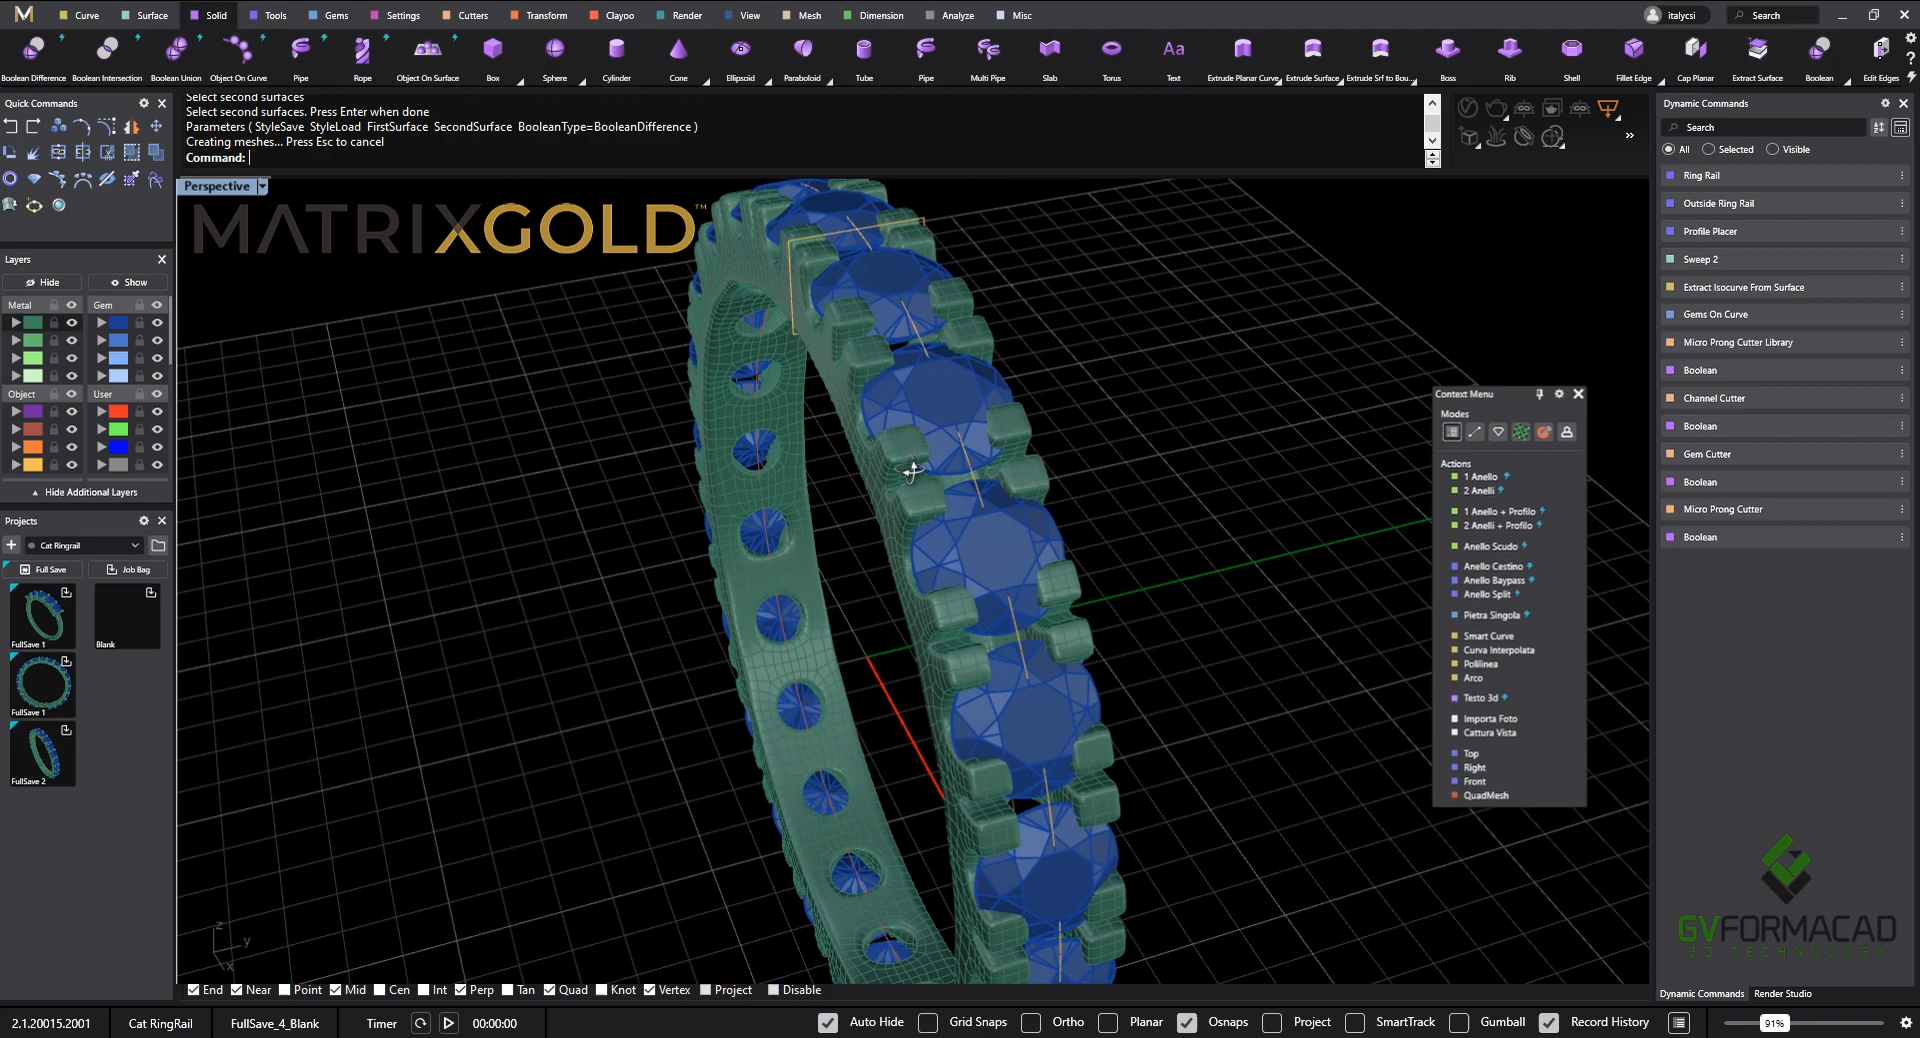 Curve Surface Solid Tools Gems Settings Cutters Transform Clayoo Render View Mesh Dimension Analyze Misc italycsi Search
Boolean Difference Boolean Intersection Boolean Union Object On Curve Pipe Rope Object On Surface Box Sphere Cylinder Cone Ellipsoid Paraboloid Tube Pipe Multi Pipe Slab Torus Text Extrude Planar Curve Extrude Surface Extrude Srf to Bou... Boss Rib Shell Fillet Edge Cap Planar Extract Surface Boolean Edit Edges
Quick Commands
Select second surfaces
Select second surfaces. Press Enter when done
Parameters ( StyleSave StyleLoad FirstSurface SecondSurface BooleanType=BooleanDifference )
Creating meshes... Press Esc to cancel
Command:
Perspective
MATRIXGOLD™
Layers
Hide Show
Metal Gem
Object User
Hide Additional Layers
Projects
Cat Ringrail
Full Save Job Bag
FullSave 1 Blank
FullSave 1
FullSave 2
z
y
x
Context Menu
Modes
Actions
1 Anello
2 Anelli
1 Anello + Profilo
2 Anelli + Profilo
Anello Scudo
Anello Cestino
Anello Baypass
Anello Split
Pietra Singola
Smart Curve
Curva Interpolata
Polilinea
Arco
Testo 3d
Importa Foto
Cattura Vista
Top
Right
Front
QuadMesh
Dynamic Commands
Search
All Selected Visible
Ring Rail
Outside Ring Rail
Profile Placer
Sweep 2
Extract Isocurve From Surface
Gems On Curve
Micro Prong Cutter Library
Boolean
Channel Cutter
Boolean
Gem Cutter
Boolean
Micro Prong Cutter
Boolean
GVFORMACAD
3D TECHNOLOGY
Dynamic Commands Render Studio
End Near Point Mid Cen Int Perp Tan Quad Knot Vertex Project Disable
2.1.20015.2001 Cat RingRail FullSave_4_Blank Timer 00:00:00 Auto Hide Grid Snaps Ortho Planar Osnaps Project SmartTrack Gumball Record History 91%